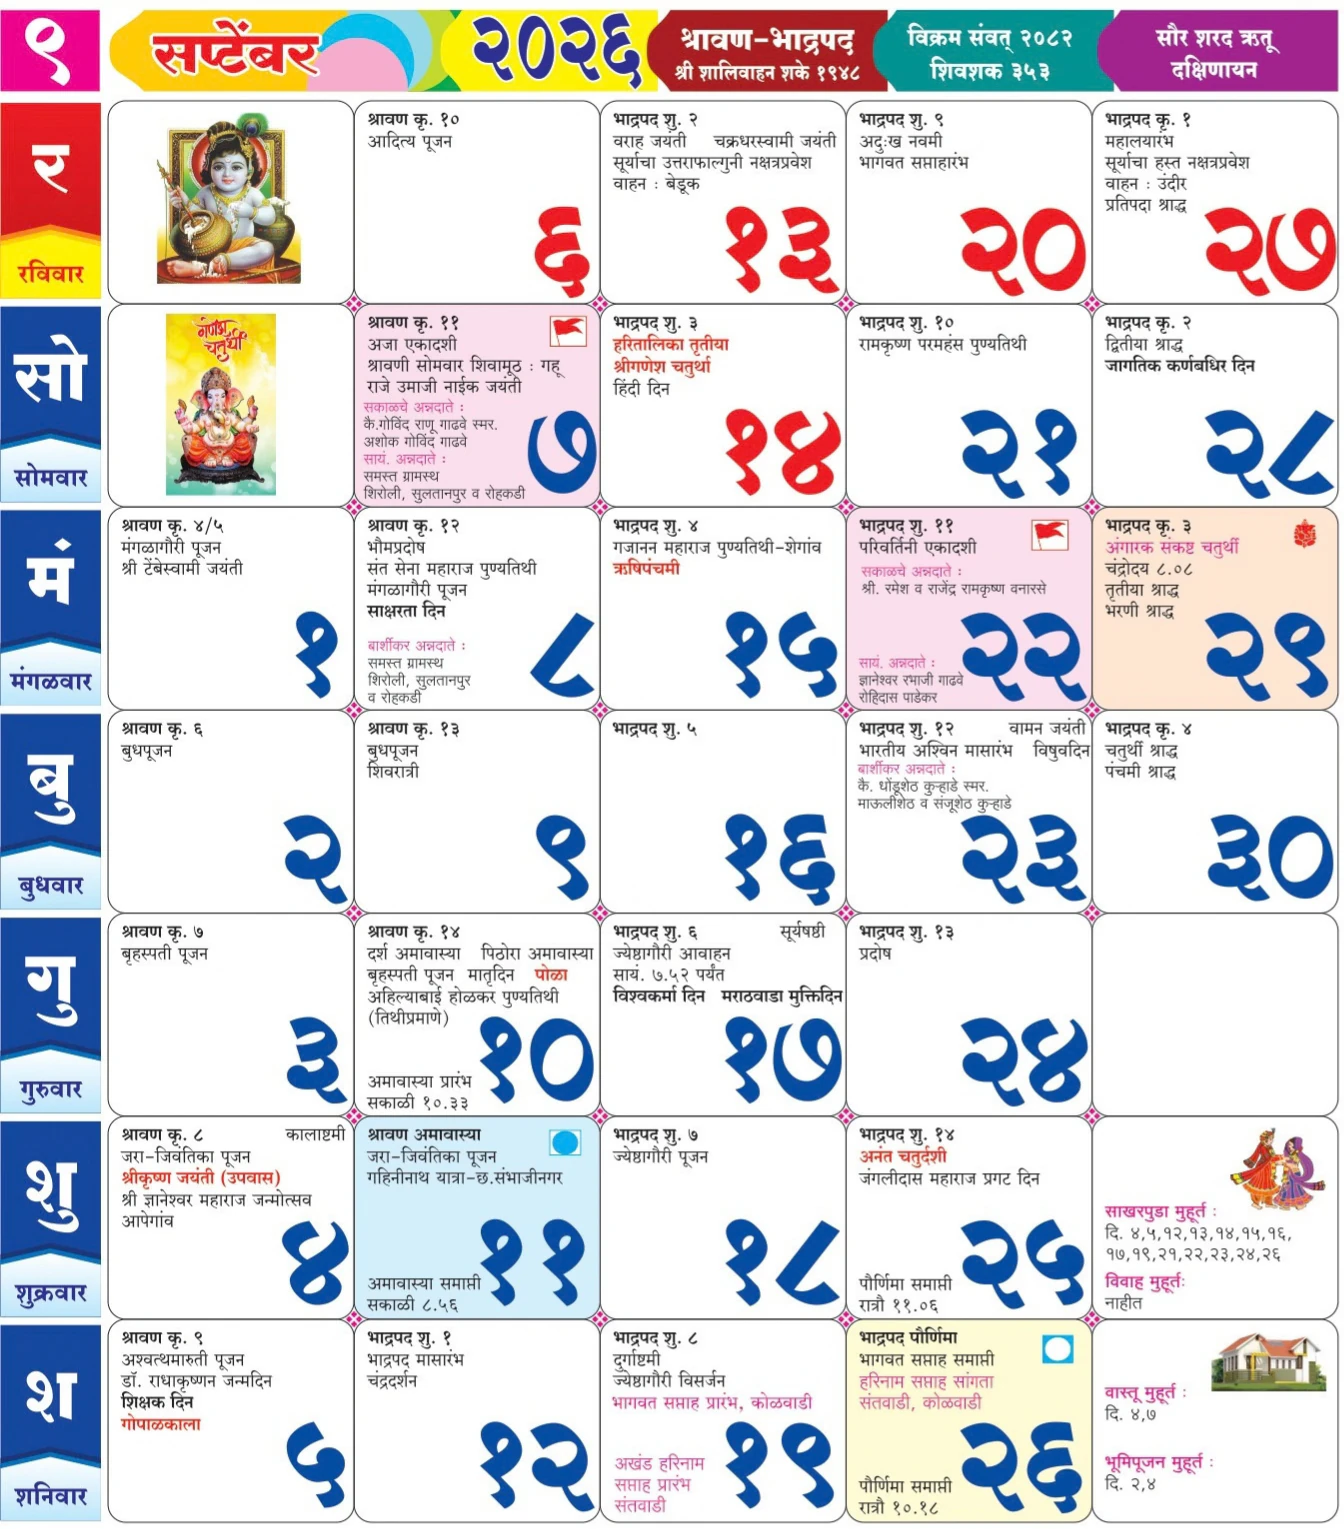 ९
सप्टेंबर
२०२६
श्रावण-भाद्रपद
श्री शालिवाहन शके १९४८
विक्रम संवत् २०८२
शिवशक ३५३
सौर शरद ऋतू
दक्षिणायन
र
रविवार
श्रावण कृ. १०
आदित्य पूजन
६
भाद्रपद शु. २
वराह जयंती चक्रधरस्वामी जयंती
सूर्याचा उत्तराफाल्गुनी नक्षत्रप्रवेश
वाहन : बेडूक
१३
भाद्रपद शु. ९
अदुःख नवमी
भागवत सप्ताहारंभ
२०
भाद्रपद कृ. १
महालयारंभ
सूर्याचा हस्त नक्षत्रप्रवेश
वाहन : उंदीर
प्रतिपदा श्राद्ध
२७
सो
सोमवार
गणेश
चतुर्थी
श्रावण कृ. ११
अजा एकादशी
श्रावणी सोमवार शिवामूठ : गहू
राजे उमाजी नाईक जयंती
सकाळचे अन्नदाते :
कै.गोविंद राणू गाढवे स्मर.
अशोक गोविंद गाढवे
सायं. अन्नदाते :
समस्त ग्रामस्थ
शिरोली, सुलतानपुर व रोहकडी
७
भाद्रपद शु. ३
हरितालिका तृतीया
श्रीगणेश चतुर्थी
हिंदी दिन
१४
भाद्रपद शु. १०
रामकृष्ण परमहंस पुण्यतिथी
२१
भाद्रपद कृ. २
द्वितीया श्राद्ध
जागतिक कर्णबधिर दिन
२८
मं
मंगळवार
श्रावण कृ. ४/५
मंगळागौरी पूजन
श्री टेंबेस्वामी जयंती
१
श्रावण कृ. १२
भौमप्रदोष
संत सेना महाराज पुण्यतिथी
मंगळागौरी पूजन
साक्षरता दिन
बार्शीकर अन्नदाते :
समस्त ग्रामस्थ
शिरोली, सुलतानपुर
व रोहकडी
८
भाद्रपद शु. ४
गजानन महाराज पुण्यतिथी-शेगांव
ऋषिपंचमी
१५
भाद्रपद शु. ११
परिवर्तिनी एकादशी
सकाळचे अन्नदाते :
श्री. रमेश व राजेंद्र रामकृष्ण वनारसे
सायं. अन्नदाते :
ज्ञानेश्वर रभाजी गाढवे
रोहिदास पाडेकर
२२
भाद्रपद कृ. ३
अंगारक संकष्ट चतुर्थी
चंद्रोदय ८.०८
तृतीया श्राद्ध
भरणी श्राद्ध
२९
बु
बुधवार
श्रावण कृ. ६
बुधपूजन
२
श्रावण कृ. १३
बुधपूजन
शिवरात्री
९
भाद्रपद शु. ५
१६
भाद्रपद शु. १२ वामन जयंती
भारतीय अश्विन मासारंभ विषुवदिन
बार्शीकर अन्नदाते :
कै. धोंडूशेठ कुऱ्हाडे स्मर.
माऊलीशेठ व संजूशेठ कुऱ्हाडे
२३
भाद्रपद कृ. ४
चतुर्थी श्राद्ध
पंचमी श्राद्ध
३०
गु
गुरुवार
श्रावण कृ. ७
बृहस्पती पूजन
३
श्रावण कृ. १४
दर्श अमावास्या पिठोरा अमावास्या
बृहस्पती पूजन मातृदिन पोळा
अहिल्याबाई होळकर पुण्यतिथी
(तिथीप्रमाणे)
अमावास्या प्रारंभ
सकाळी १०.३३
१०
भाद्रपद शु. ६ सूर्यषष्ठी
ज्येष्ठागौरी आवाहन
सायं. ७.५२ पर्यंत
विश्वकर्मा दिन मराठवाडा मुक्तिदिन
१७
भाद्रपद शु. १३
प्रदोष
२४
शु
शुक्रवार
श्रावण कृ. ८ कालाष्टमी
जरा-जिवंतिका पूजन
श्रीकृष्ण जयंती (उपवास)
श्री ज्ञानेश्वर महाराज जन्मोत्सव
आपेगांव
४
श्रावण अमावास्या
जरा-जिवंतिका पूजन
गहिनीनाथ यात्रा-छ.संभाजीनगर
अमावास्या समाप्ती
सकाळी ८.५६
११
भाद्रपद शु. ७
ज्येष्ठागौरी पूजन
१८
भाद्रपद शु. १४
अनंत चतुर्दशी
जंगलीदास महाराज प्रगट दिन
पौर्णिमा समाप्ती
रात्रौ ११.०६
२५
साखरपुडा मुहूर्त :
दि. ४,५,१२,१३,१४,१५,१६,
१७,१९,२१,२२,२३,२४,२६
विवाह मुहूर्तः
नाहीत
श
शनिवार
श्रावण कृ. ९
अश्वत्थमारुती पूजन
डॉ. राधाकृष्णन जन्मदिन
शिक्षक दिन
गोपाळकाला
५
भाद्रपद शु. १
भाद्रपद मासारंभ
चंद्रदर्शन
१२
भाद्रपद शु. ८
दुर्गाष्टमी
ज्येष्ठागौरी विसर्जन
भागवत सप्ताह प्रारंभ, कोळवाडी
अखंड हरिनाम
सप्ताह प्रारंभ
संतवाडी
१९
भाद्रपद पौर्णिमा
भागवत सप्ताह समाप्ती
हरिनाम सप्ताह सांगता
संतवाडी, कोळवाडी
पौर्णिमा समाप्ती
रात्रौ १०.१८
२६
वास्तू मुहूर्त :
दि. ४,७
भूमिपूजन मुहूर्त :
दि. २,४